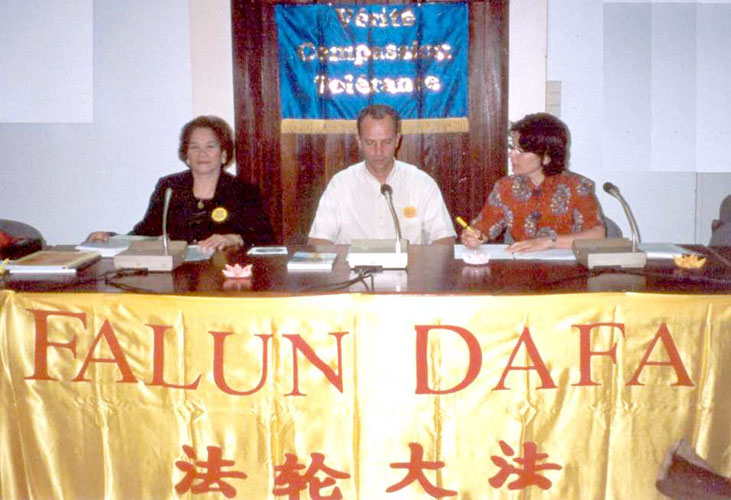 Vérité
Compassion
Tolérance
FALUN DAFA
法轮大法